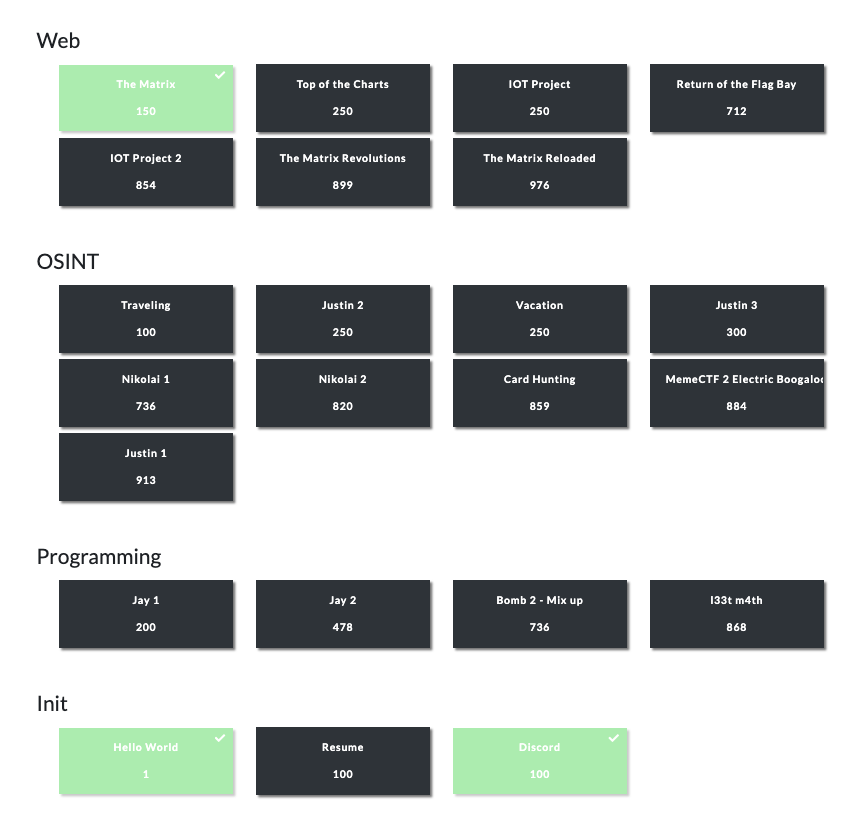 Web
The Matrix
150
Top of the Charts
250
IOT Project
250
Return of the Flag Bay
712
IOT Project 2
854
The Matrix Revolutions
899
The Matrix Reloaded
976
OSINT
Traveling
100
Justin 2
250
Vacation
250
Justin 3
300
Nikolai 1
736
Nikolai 2
820
Card Hunting
859
MemeCTF 2 Electric Boogaloo
884
Justin 1
913
Programming
Jay 1
200
Jay 2
478
Bomb 2 - Mix up
736
l33t m4th
868
Init
Hello World
1
Resume
100
Discord
100